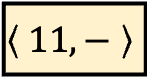 ⟨ 11, − ⟩